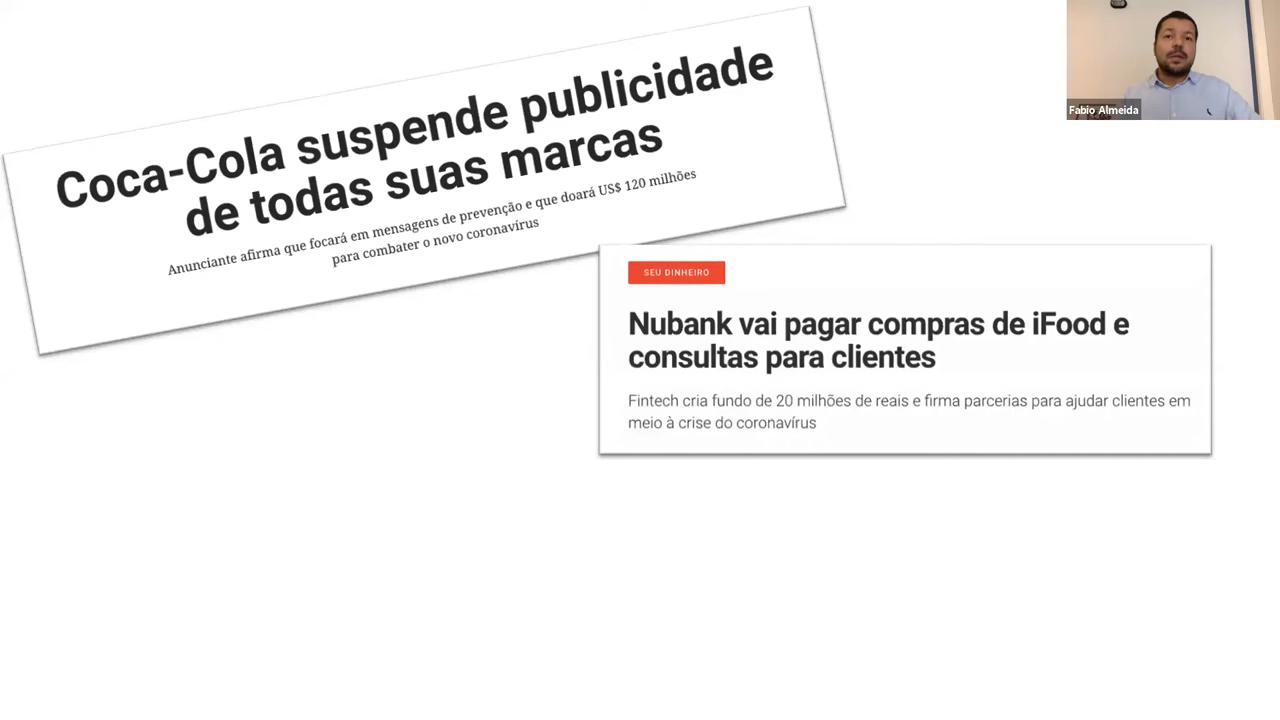 Coca-Cola suspende publicidade
de todas suas marcas
Anunciante afirma que focará em mensagens de prevenção e que doará US$ 120 milhões
para combater o novo coronavírus
Fabio Almeida
SEU DINHEIRO
Nubank vai pagar compras de iFood e
consultas para clientes
Fintech cria fundo de 20 milhões de reais e firma parcerias para ajudar clientes em
meio à crise do coronavírus